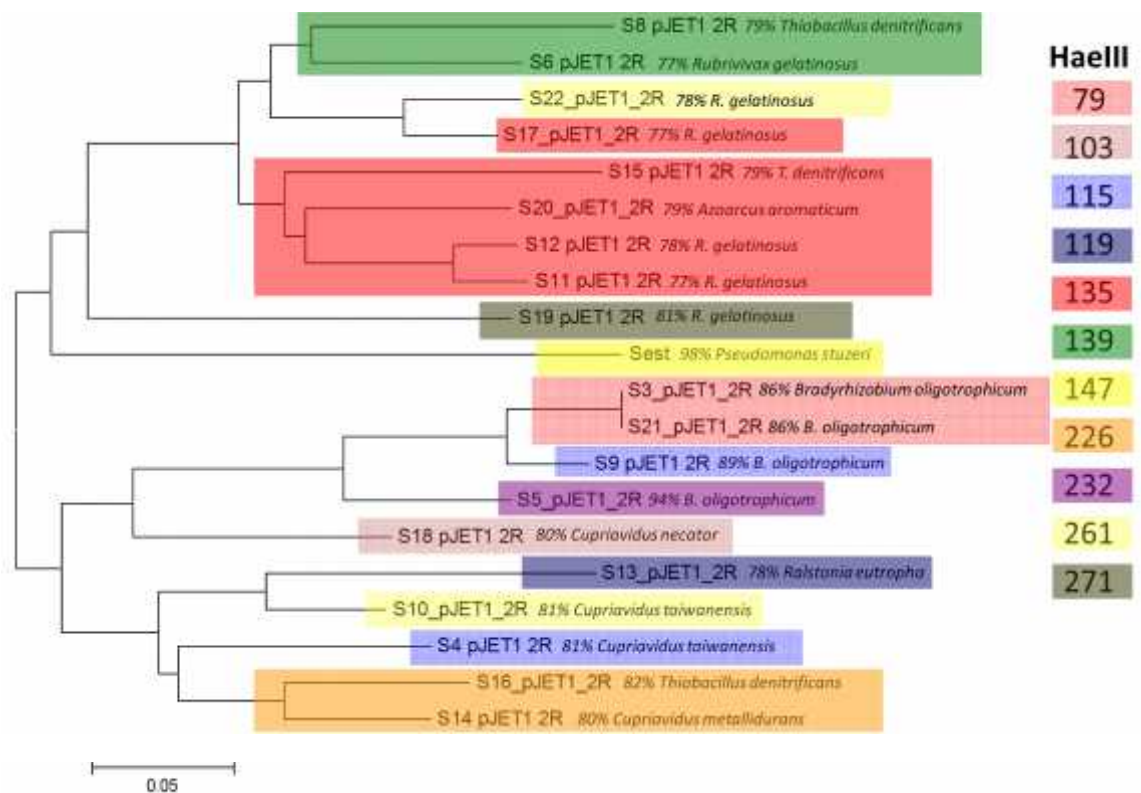 S8 pJET1 2R 79% Thiobacillus denitrificans
S6 pJET1 2R 77% Rubrivivax gelatinosus
S22_pJET1_2R 78% R. gelatinosus
S17_pJET1_2R 77% R. gelatinosus
S15 pJET1 2R 79% T. denitrificans
S20_pJET1_2R 79% Azoarcus aromaticum
S12 pJET1 2R 78% R. gelatinosus
S11 pJET1 2R 77% R. gelatinosus
S19 pJET1 2R 81% R. gelatinosus
Sest 98% Pseudomonas stuzeri
S3_pJET1_2R 86% Bradyrhizobium oligotrophicum
S21_pJET1_2R 86% B. oligotrophicum
S9 pJET1 2R 89% B. oligotrophicum
S5_pJET1_2R 94% B. oligotrophicum
S18 pJET1 2R 80% Cupriavidus necator
S13_pJET1_2R 78% Ralstonia eutropha
S10_pJET1_2R 81% Cupriavidus taiwanensis
S4 pJET1 2R 81% Cupriavidus taiwanensis
S16_pJET1_2R 82% Thiobacillus denitrificans
S14 pJET1 2R 80% Cupriavidus metallidurans
0.05
HaeIII
79
103
115
119
135
139
147
226
232
261
271